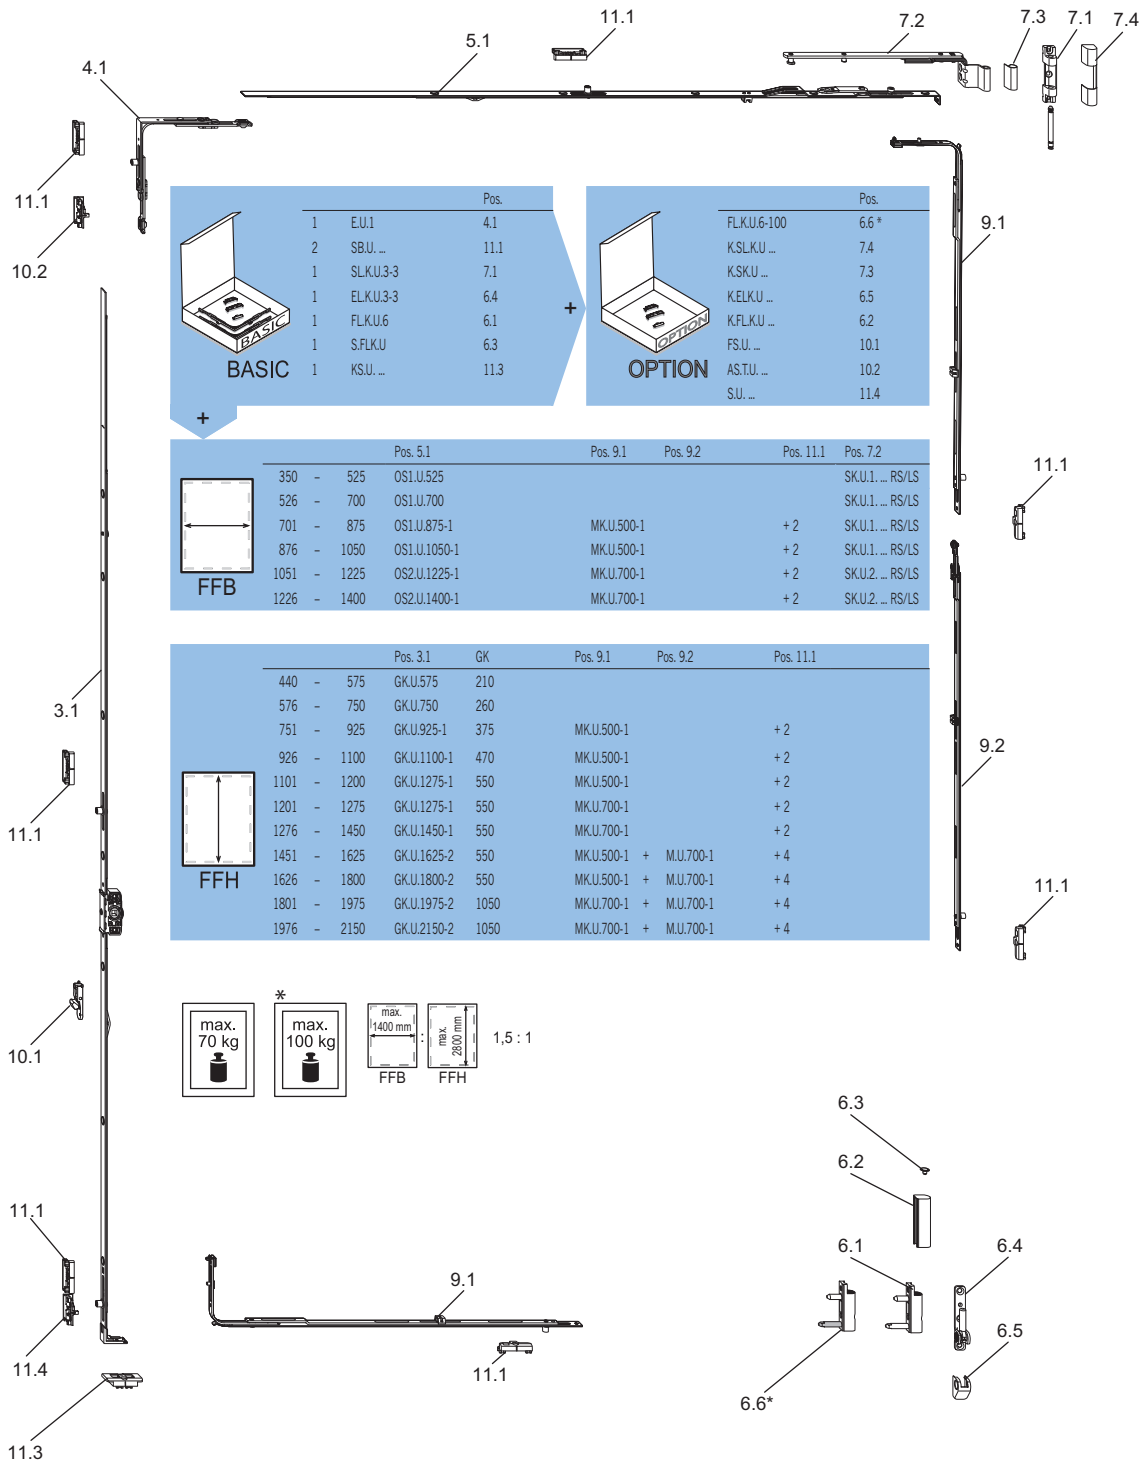 11.1
7.2
7.3
7.1
7.4
5.1
4.1
11.1
10.2
9.1
Pos.
1 E.U.1 4.1
2 SB.U. ... 11.1
1 SL.K.U.3-3 7.1
1 EL.K.U.3-3 6.4
1 FL.K.U.6 6.1
1 S.FL.K.U 6.3
1 KS.U. ... 11.3
BASIC
BASIC
+
Pos.
FL.K.U.6-100 6.6 *
K.SL.K.U ... 7.4
K.SK.U ... 7.3
K.EL.K.U ... 6.5
K.FL.K.U ... 6.2
FS.U. ... 10.1
AS.T.U. ... 10.2
S.U. ... 11.4
OPTION
OPTION
+
Pos. 5.1 Pos. 9.1 Pos. 9.2 Pos. 11.1 Pos. 7.2
350 – 525 OS1.U.525 SK.U.1. ... RS/LS
526 – 700 OS1.U.700 SK.U.1. ... RS/LS
701 – 875 OS1.U.875-1 MK.U.500-1 + 2 SK.U.1. ... RS/LS
876 – 1050 OS1.U.1050-1 MK.U.500-1 + 2 SK.U.1. ... RS/LS
1051 – 1225 OS2.U.1225-1 MK.U.700-1 + 2 SK.U.2. ... RS/LS
1226 – 1400 OS2.U.1400-1 MK.U.700-1 + 2 SK.U.2. ... RS/LS
FFB
11.1
Pos. 3.1 GK Pos. 9.1 Pos. 9.2 Pos. 11.1
440 – 575 GK.U.575 210
576 – 750 GK.U.750 260
751 – 925 GK.U.925-1 375 MK.U.500-1 + 2
926 – 1100 GK.U.1100-1 470 MK.U.500-1 + 2
1101 – 1200 GK.U.1275-1 550 MK.U.500-1 + 2
1201 – 1275 GK.U.1275-1 550 MK.U.700-1 + 2
1276 – 1450 GK.U.1450-1 550 MK.U.700-1 + 2
1451 – 1625 GK.U.1625-2 550 MK.U.500-1 + M.U.700-1 + 4
1626 – 1800 GK.U.1800-2 550 MK.U.500-1 + M.U.700-1 + 4
1801 – 1975 GK.U.1975-2 1050 MK.U.700-1 + M.U.700-1 + 4
1976 – 2150 GK.U.2150-2 1050 MK.U.700-1 + M.U.700-1 + 4
FFH
3.1
11.1
9.2
11.1
10.1
max.
70 kg
*
max.
100 kg
max.
1400 mm
FFB
:
max.
2800 mm
FFH
1,5 : 1
6.3
6.2
6.1
6.4
6.5
6.6*
11.1
11.4
11.3
9.1
11.1